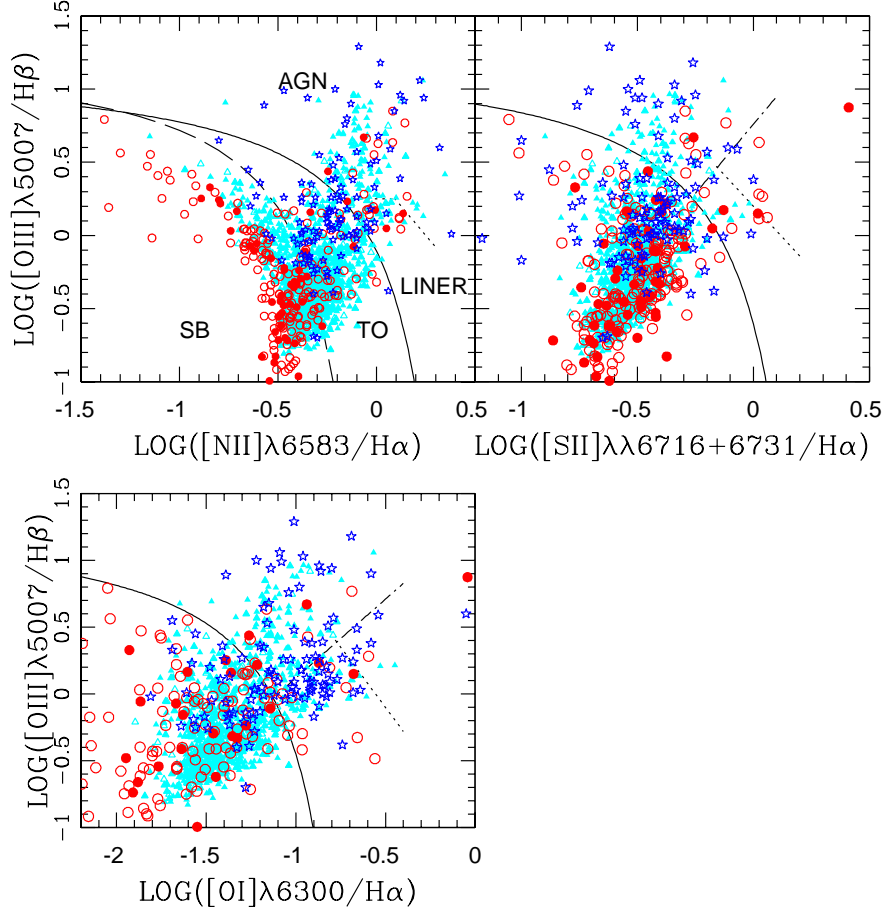 LOG([OIII]λ5007/Hβ)
1.5
1
0.5
0
−0.5
−1
AGN
LINER
SB
TO
-1.5
-1
-0.5
0
0.5
-1
-0.5
0
0.5
LOG([NII]λ6583/Hα)
LOG([SII]λλ6716+6731/Hα)
LOG([OIII]λ5007/Hβ)
1.5
1
0.5
0
−0.5
−1
-2
-1.5
-1
-0.5
0
LOG([OI]λ6300/Hα)